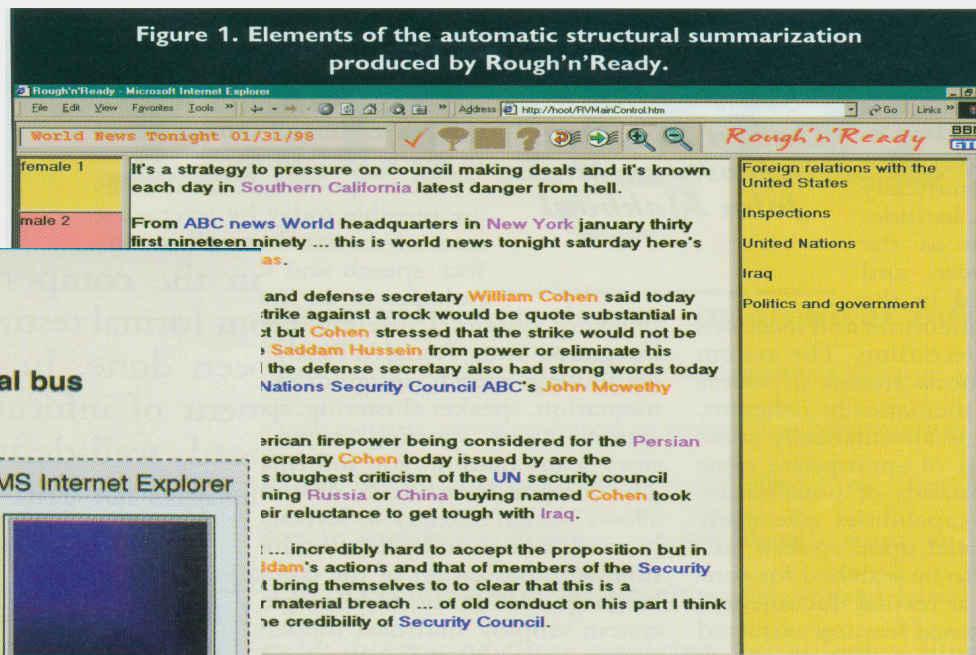 Figure 1. Elements of the automatic structural summarization
produced by Rough'n'Ready.
Rough'n'Ready - Microsoft Internet Explorer
File Edit View Favorites Tools » Address http://hoot/RVMainControl.htm Go Links »
World News Tonight 01/31/98 Rough'n'Ready BBN
GTE
female 1
male 2
It's a strategy to pressure on council making deals and it's known
each day in Southern California latest danger from hell.
From ABC news World headquarters in New York january thirty
first nineteen ninety ... this is world news tonight saturday here's
as.
and defense secretary William Cohen said today
trike against a rock would be quote substantial in
ct but Cohen stressed that the strike would not be
Saddam Hussein from power or eliminate his
the defense secretary also had strong words today
Nations Security Council ABC's John Mcwethy
erican firepower being considered for the Persian
ecretary Cohen today issued by are the
s toughest criticism of the UN security council
ning Russia or China buying named Cohen took
eir reluctance to get tough with Iraq
... incredibly hard to accept the proposition but in
ddam's actions and that of members of the Security
t bring themselves to to clear that this is a
r material breach ... of old conduct on his part I think
he credibility of Security Council.
Foreign relations with the
United States
Inspections
United Nations
Iraq
Politics and government
al bus
MS Internet Explorer